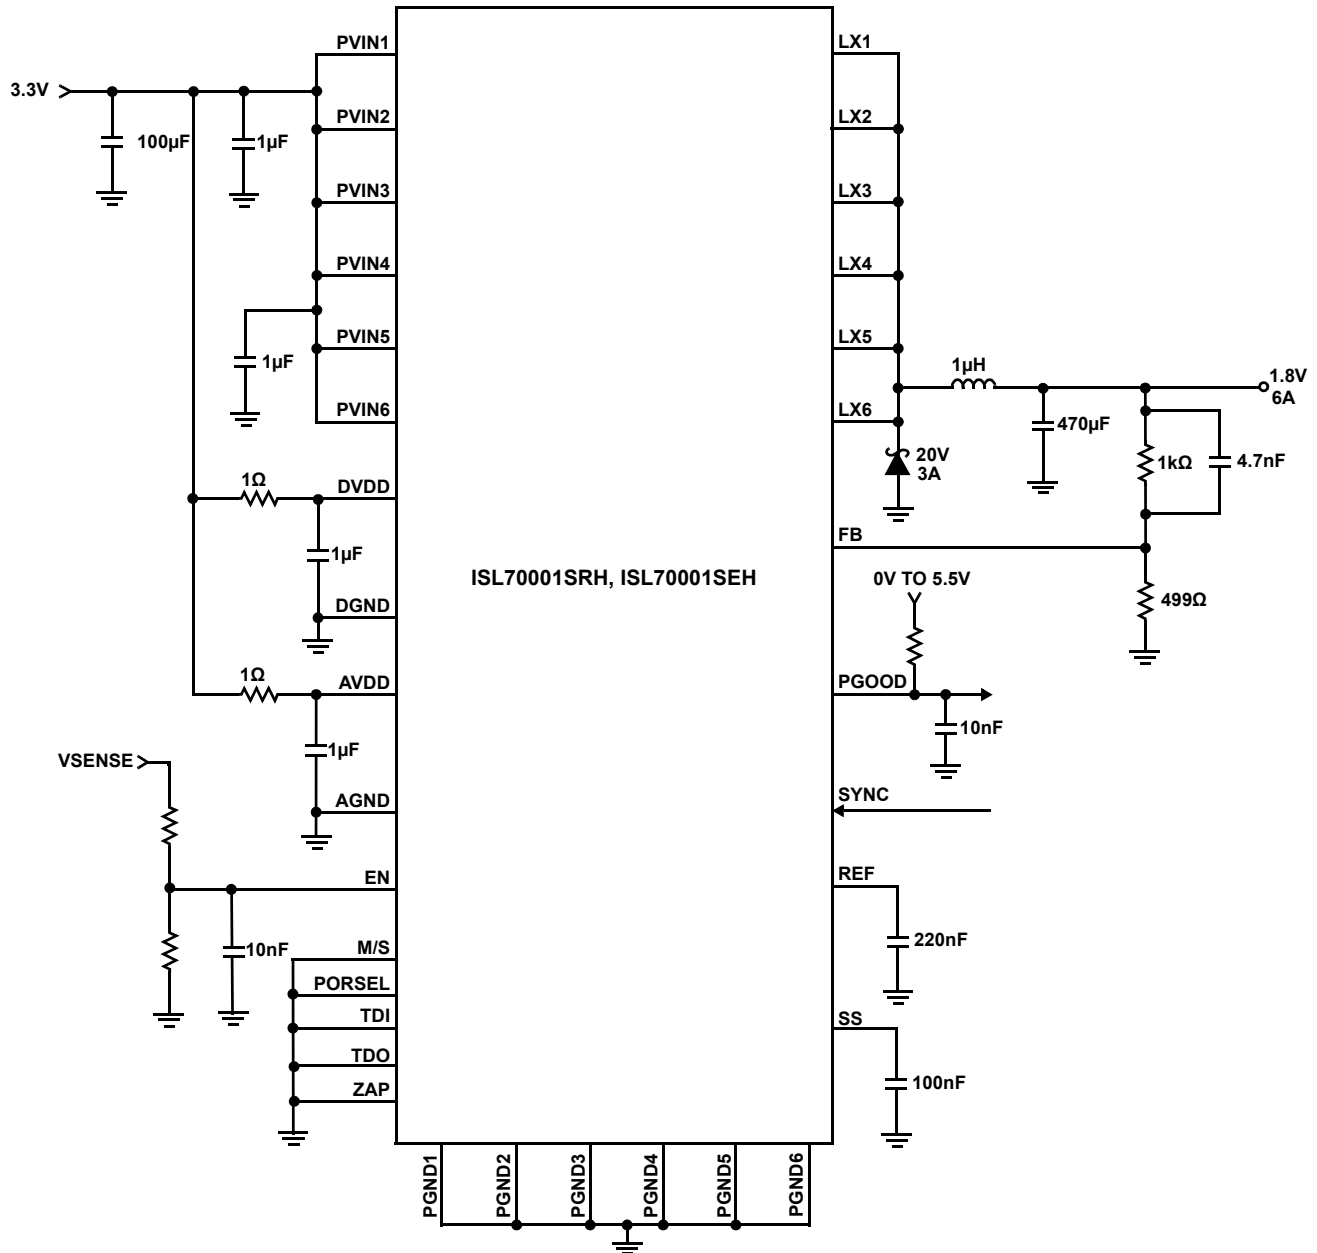 PVIN1
LX1
3.3V
100µF
1µF
PVIN2
LX2
PVIN3
LX3
PVIN4
LX4
1µF
PVIN5
LX5
1µH
1.8V
6A
PVIN6
LX6
470µF
20V
3A
1kΩ
4.7nF
1Ω
DVDD
1µF
FB
ISL70001SRH, ISL70001SEH
0V TO 5.5V
499Ω
DGND
1Ω
AVDD
PGOOD
10nF
1µF
VSENSE
AGND
SYNC
EN
REF
10nF
220nF
M/S
PORSEL
TDI
TDO
ZAP
SS
100nF
PGND1
PGND2
PGND3
PGND4
PGND5
PGND6